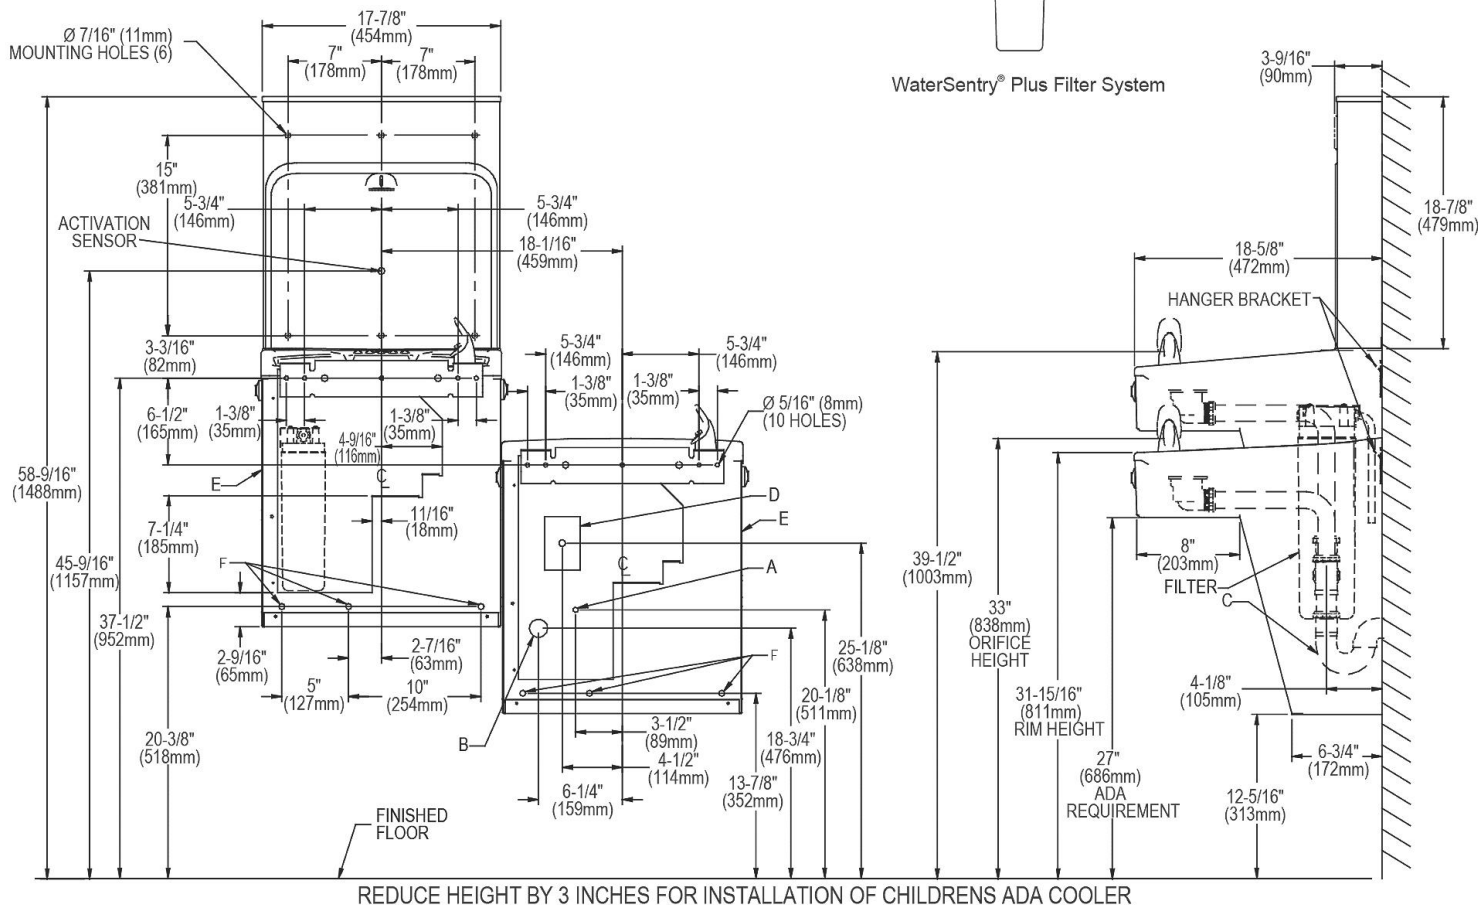 17-7/8"
(454mm)
Ø 7/16" (11mm)
MOUNTING HOLES (6)
7"
(178mm)
7"
(178mm)
WaterSentry® Plus Filter System
3-9/16"
(90mm)
15"
(381mm)
5-3/4"
(146mm)
5-3/4"
(146mm)
ACTIVATION
SENSOR
18-1/16"
(459mm)
18-7/8"
(479mm)
18-5/8"
(472mm)
HANGER BRACKET
3-3/16"
(82mm)
5-3/4"
(146mm)
5-3/4"
(146mm)
1-3/8"
(35mm)
1-3/8"
(35mm)
Ø 5/16" (8mm)
(10 HOLES)
6-1/2"
(165mm)
1-3/8"
(35mm)
1-3/8"
(35mm)
4-9/16"
(116mm)
C
58-9/16"
(1488mm)
E
7-1/4"
(185mm)
11/16"
(18mm)
D
E
45-9/16"
(1157mm)
F
C
A
39-1/2"
(1003mm)
8"
(203mm)
FILTER
C
37-1/2"
(952mm)
33"
(838mm)
ORIFICE
HEIGHT
2-9/16"
(65mm)
2-7/16"
(63mm)
F
25-1/8"
(638mm)
5"
(127mm)
10"
(254mm)
20-1/8"
(511mm)
31-15/16"
(811mm)
RIM HEIGHT
4-1/8"
(105mm)
20-3/8"
(518mm)
B
3-1/2"
(89mm)
18-3/4"
(476mm)
4-1/2"
(114mm)
6-1/4"
(159mm)
13-7/8"
(352mm)
27"
(686mm)
ADA
REQUIREMENT
6-3/4"
(172mm)
12-5/16"
(313mm)
FINISHED
FLOOR
REDUCE HEIGHT BY 3 INCHES FOR INSTALLATION OF CHILDRENS ADA COOLER